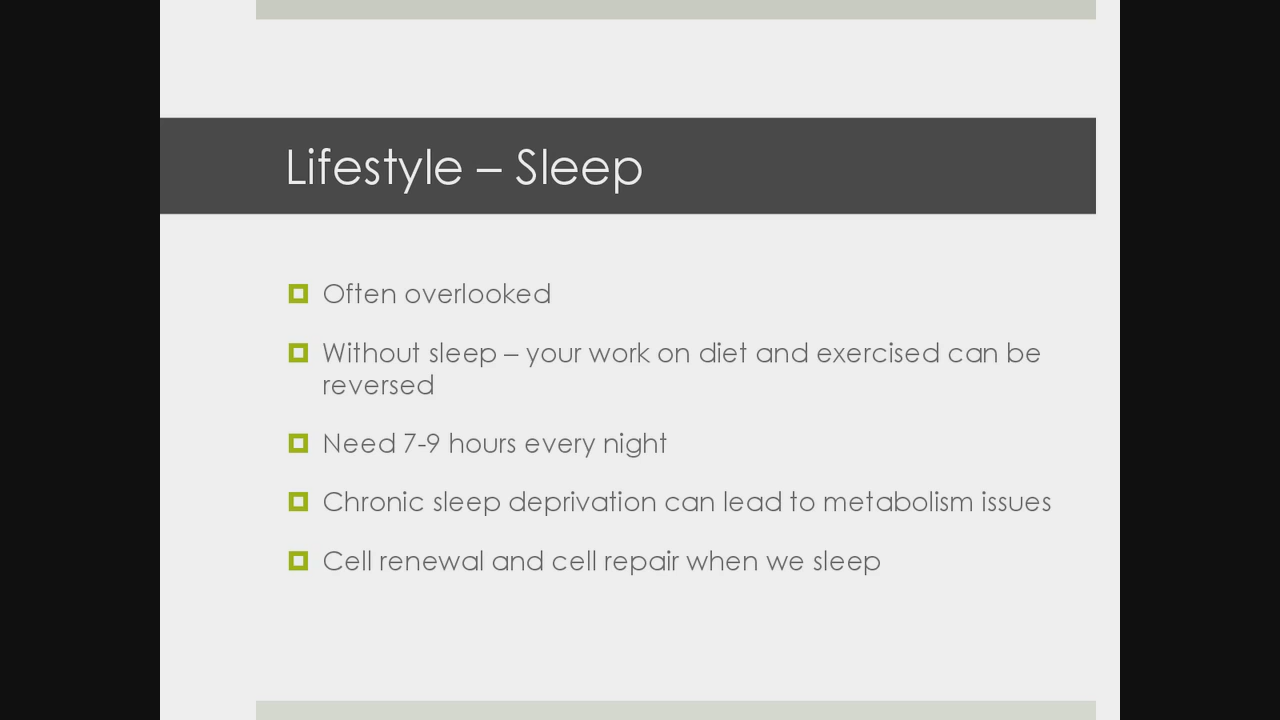 Lifestyle – Sleep
Often overlooked
Without sleep – your work on diet and exercised can be
reversed
Need 7-9 hours every night
Chronic sleep deprivation can lead to metabolism issues
Cell renewal and cell repair when we sleep